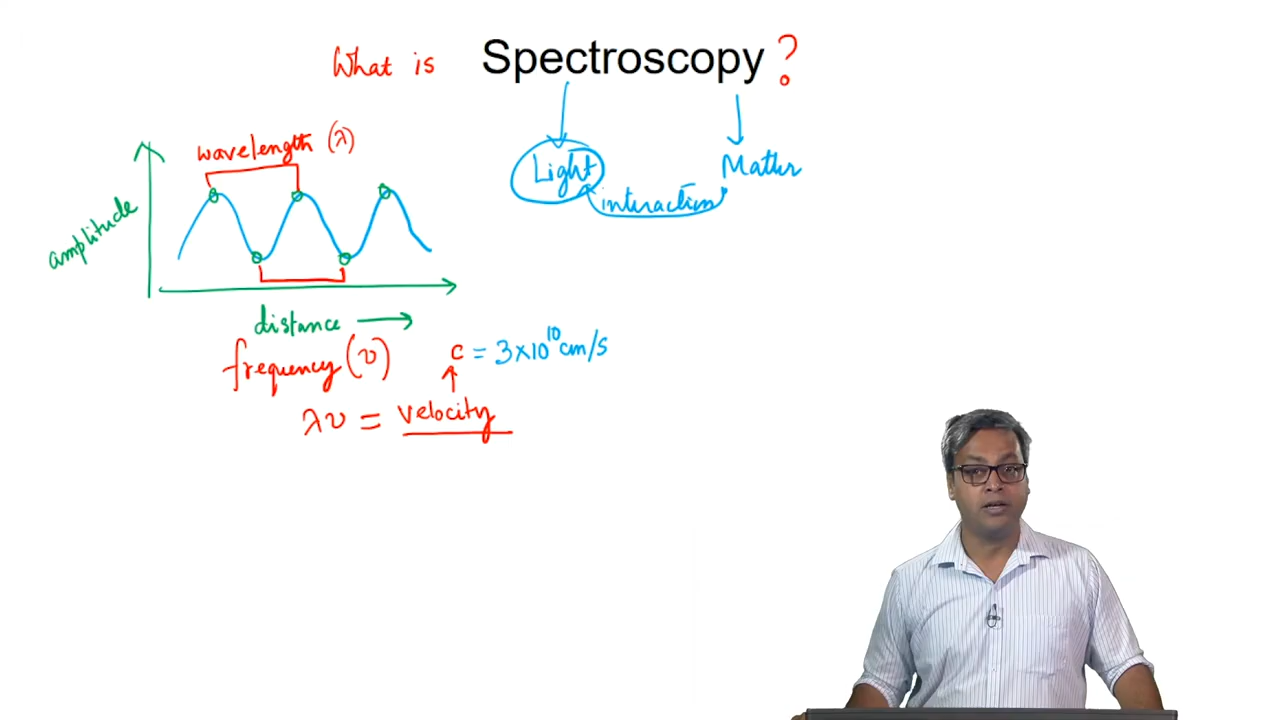 What is Spectroscopy ?
wavelength (λ)
Light
Matter
interaction
amplitude
distance
frequency (ν)
c = 3×10¹⁰ cm/s
λν = velocity